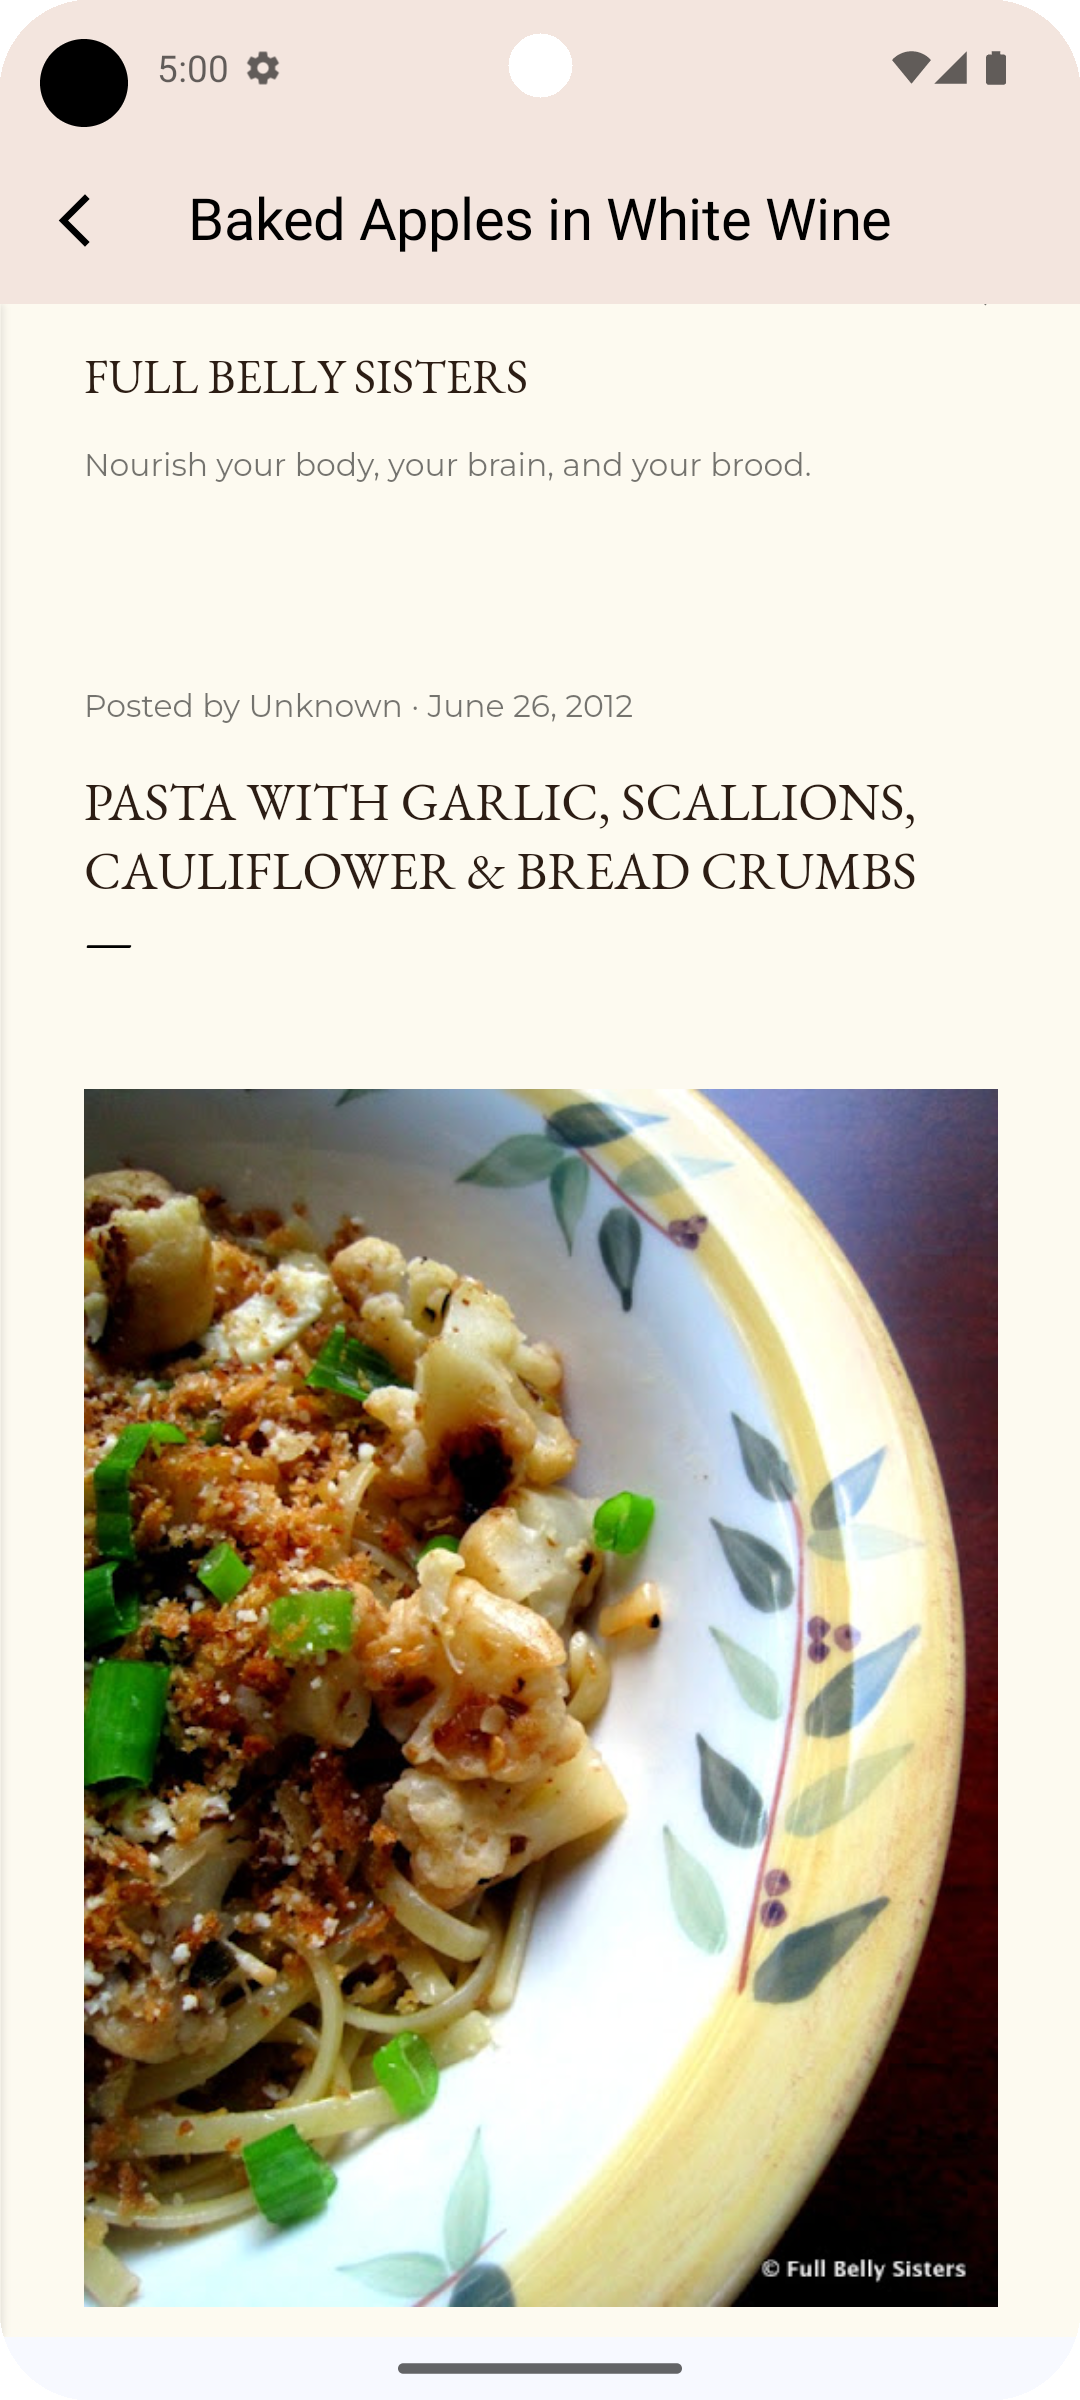 5:00
Baked Apples in White Wine
FULL BELLY SISTERS
Nourish your body, your brain, and your brood.
Posted by Unknown · June 26, 2012
PASTA WITH GARLIC, SCALLIONS,
CAULIFLOWER & BREAD CRUMBS
© Full Belly Sisters